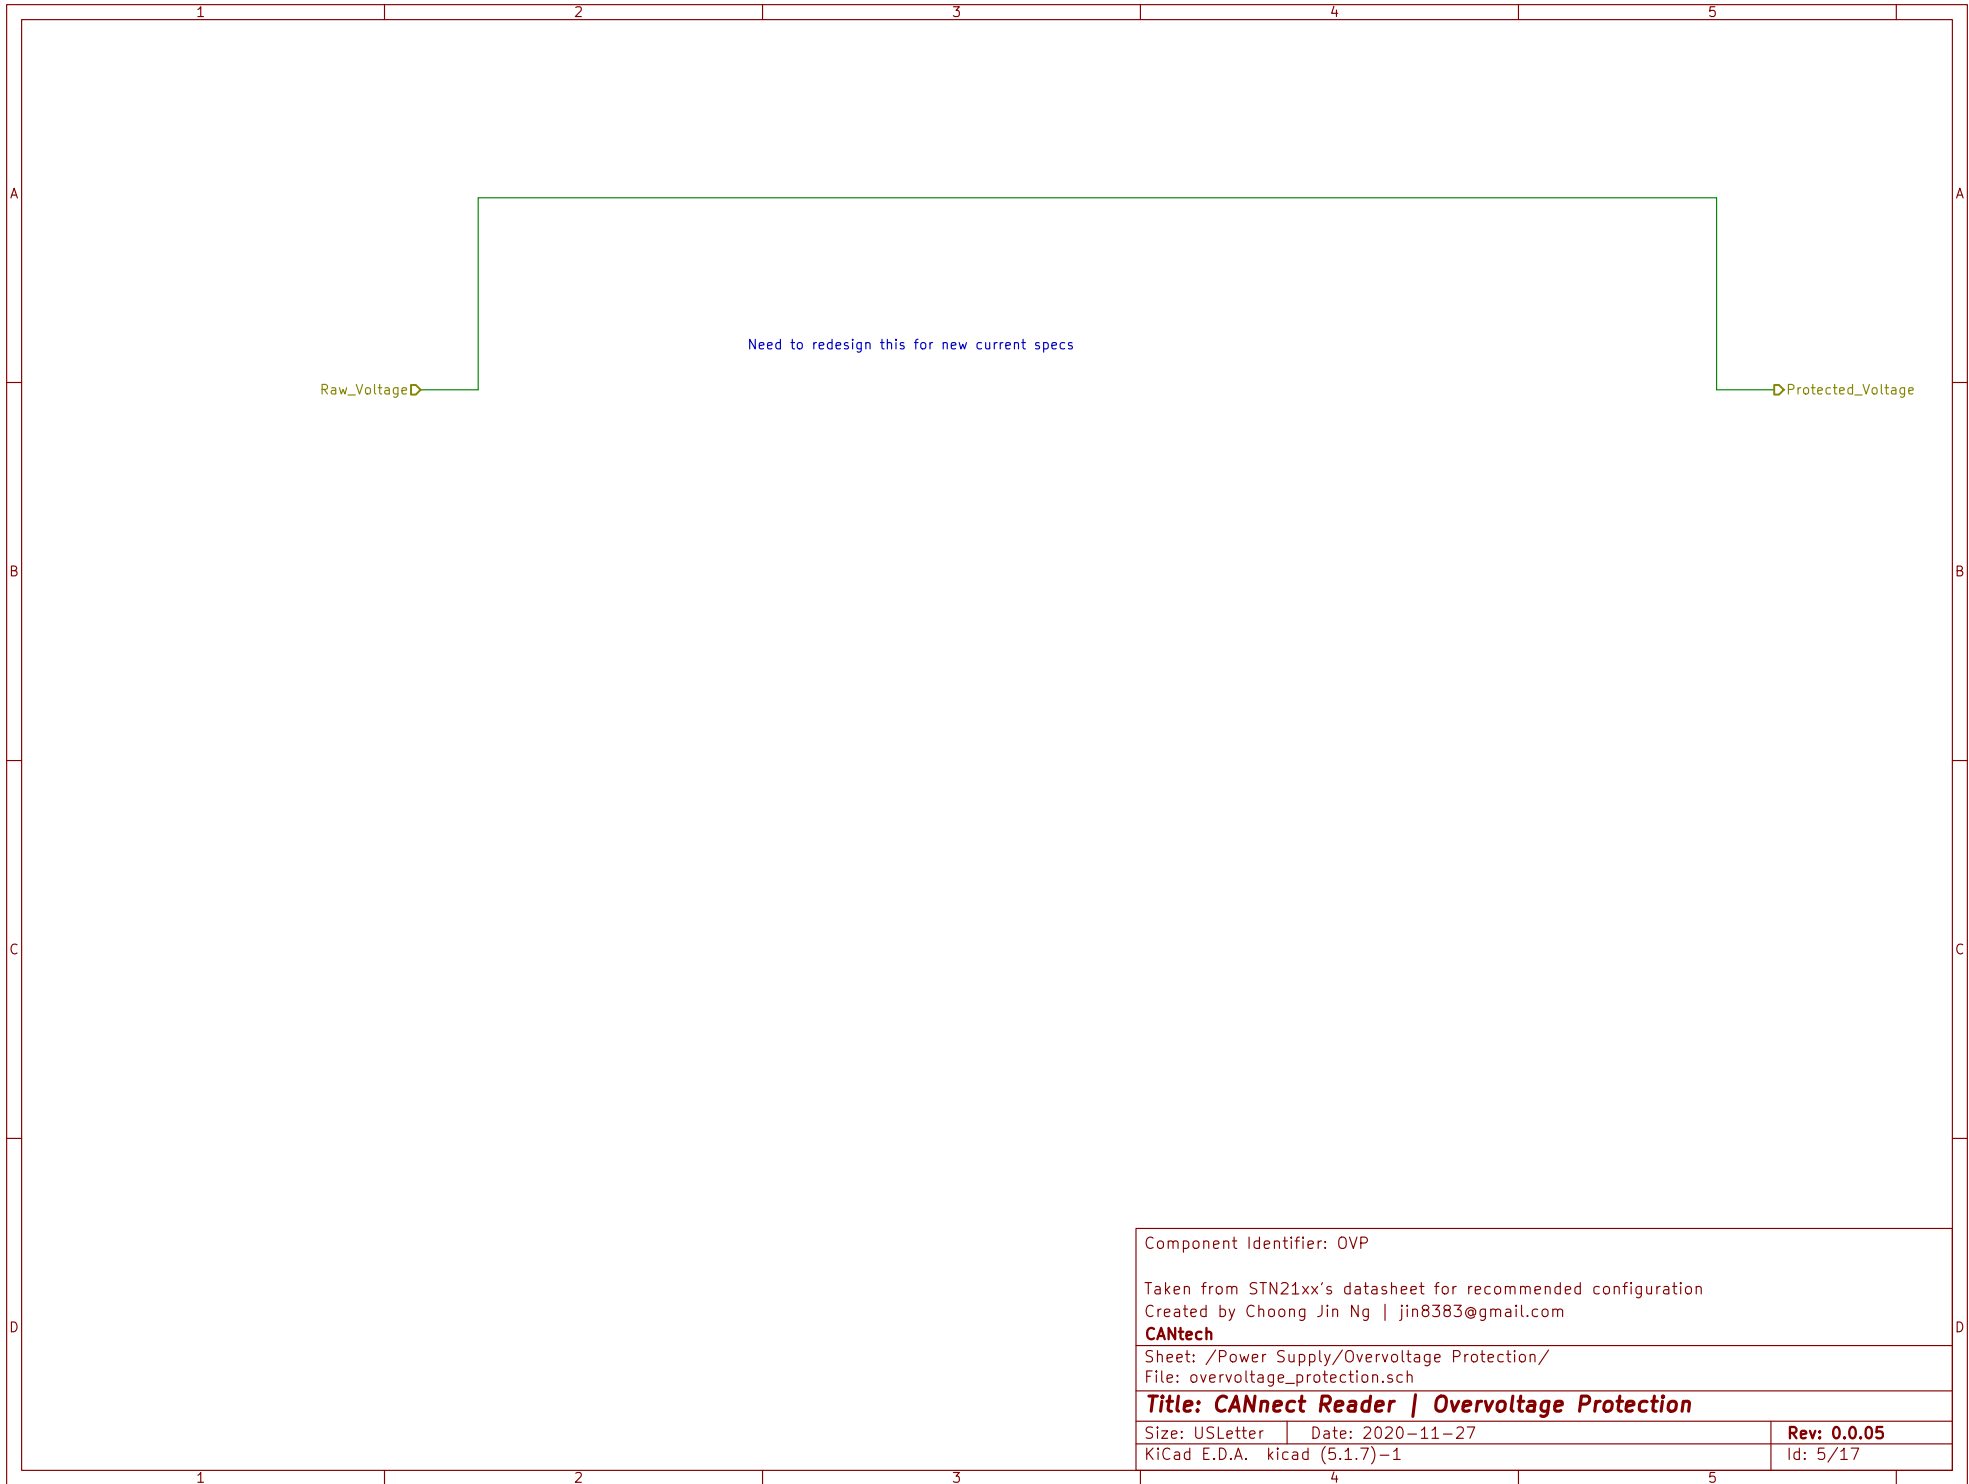 1 2 3 4 5
A A
Need to redesign this for new current specs
Raw_Voltage Protected_Voltage
B B
C C
D D
Component Identifier: OVP
Taken from STN21xx's datasheet for recommended configuration
Created by Choong Jin Ng | jin8383@gmail.com
CANtech
Sheet: /Power Supply/Overvoltage Protection/
File: overvoltage_protection.sch
Title: CANnect Reader | Overvoltage Protection
Size: USLetter Date: 2020-11-27 Rev: 0.0.05
KiCad E.D.A. kicad (5.1.7)-1 Id: 5/17
1 2 3 4 5